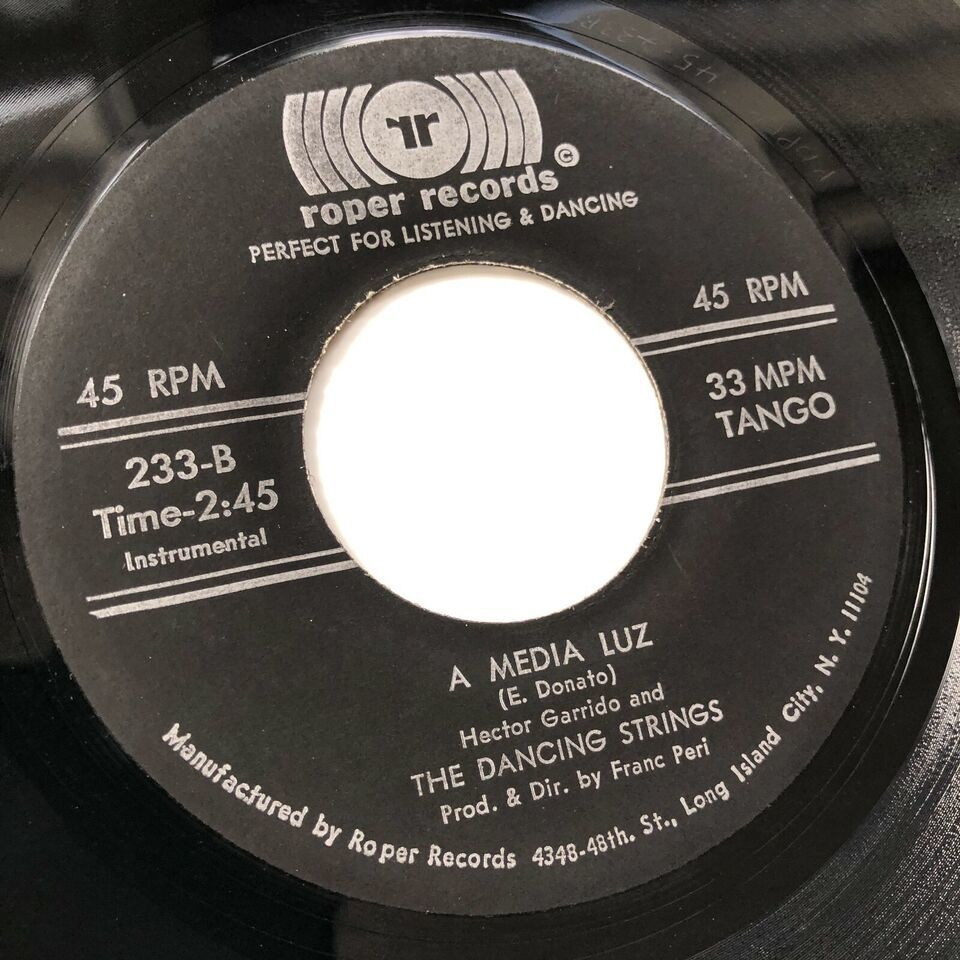 rr
roper records ©
PERFECT FOR LISTENING & DANCING
45 RPM
233-B
Time-2:45
Instrumental
45 RPM
33 MPM
TANGO
A MEDIA LUZ
(E. Donato)
Hector Garrido and
THE DANCING STRINGS
Prod. & Dir. by Franc Peri
Manufactured by Roper Records 4348-48th. St., Long Island City, N. Y. 11104